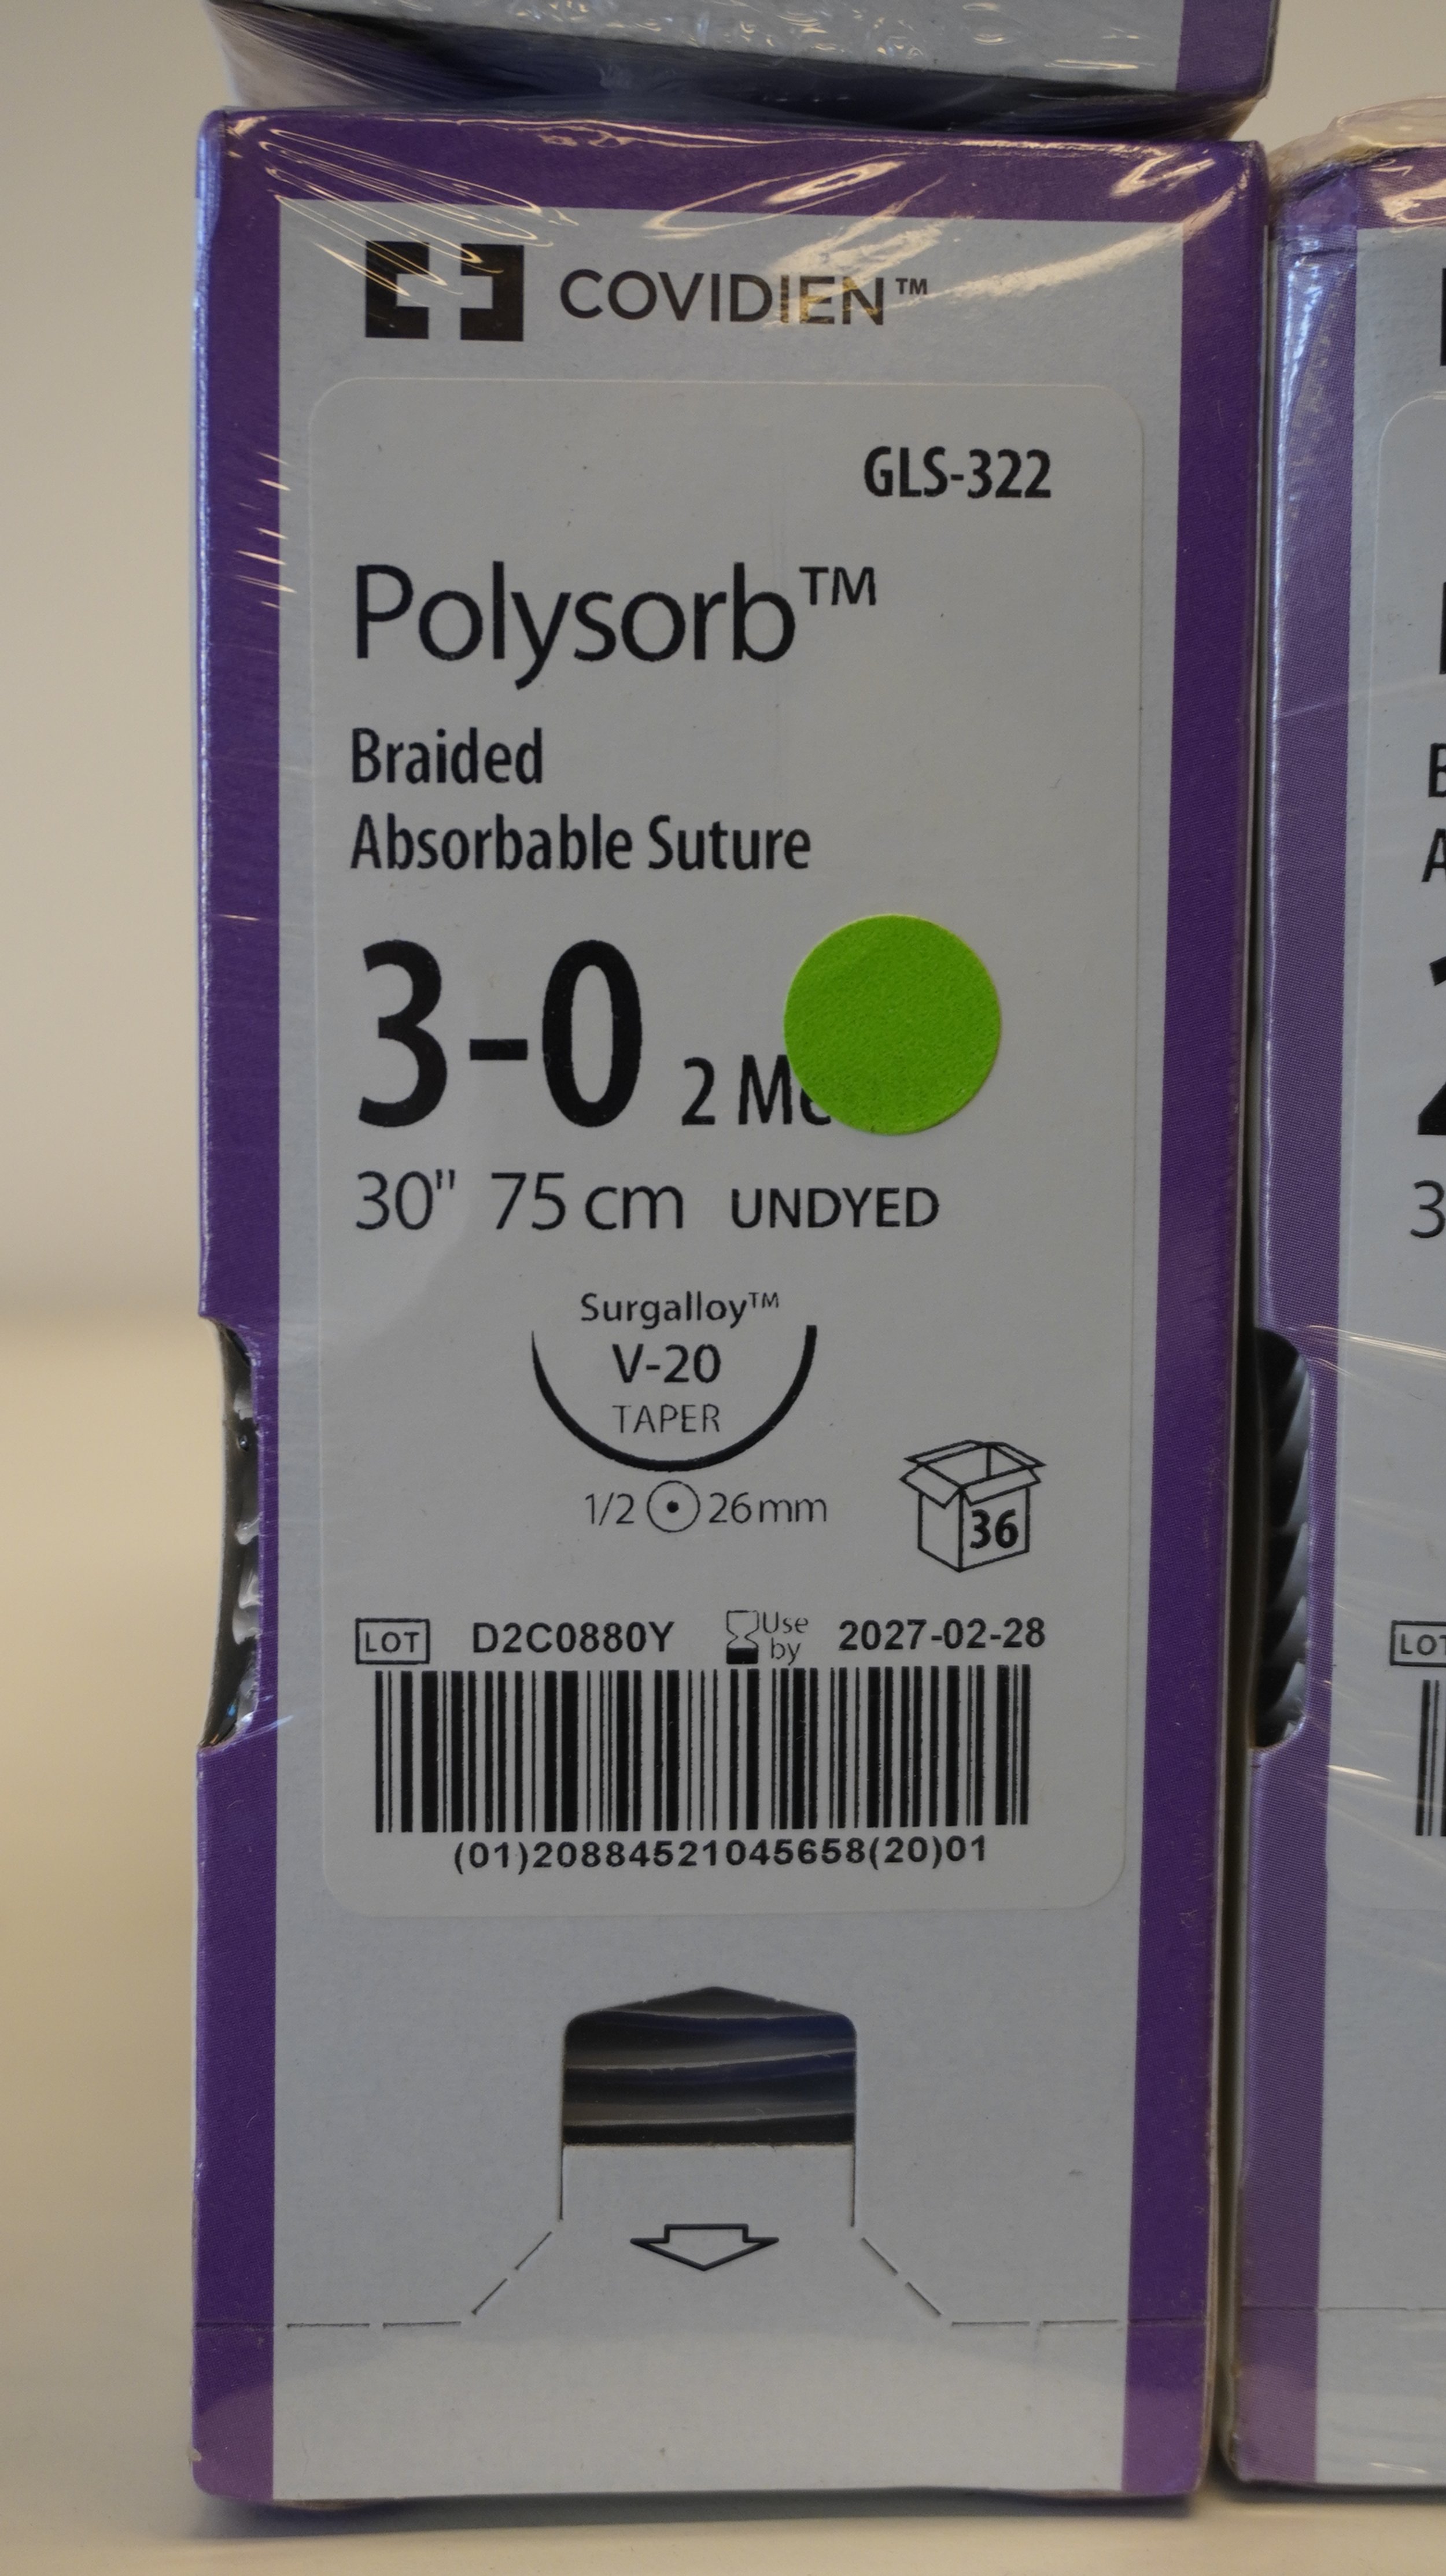 COVIDIEN™
GLS-322
Polysorb™
Braided
Absorbable Suture
3-0 2
30" 75 cm UNDYED
Surgalloy™
V-20
TAPER
1/2 26mm
36
LOT D2C0880Y Use by 2027-02-28
(01)20884521045658(20)01